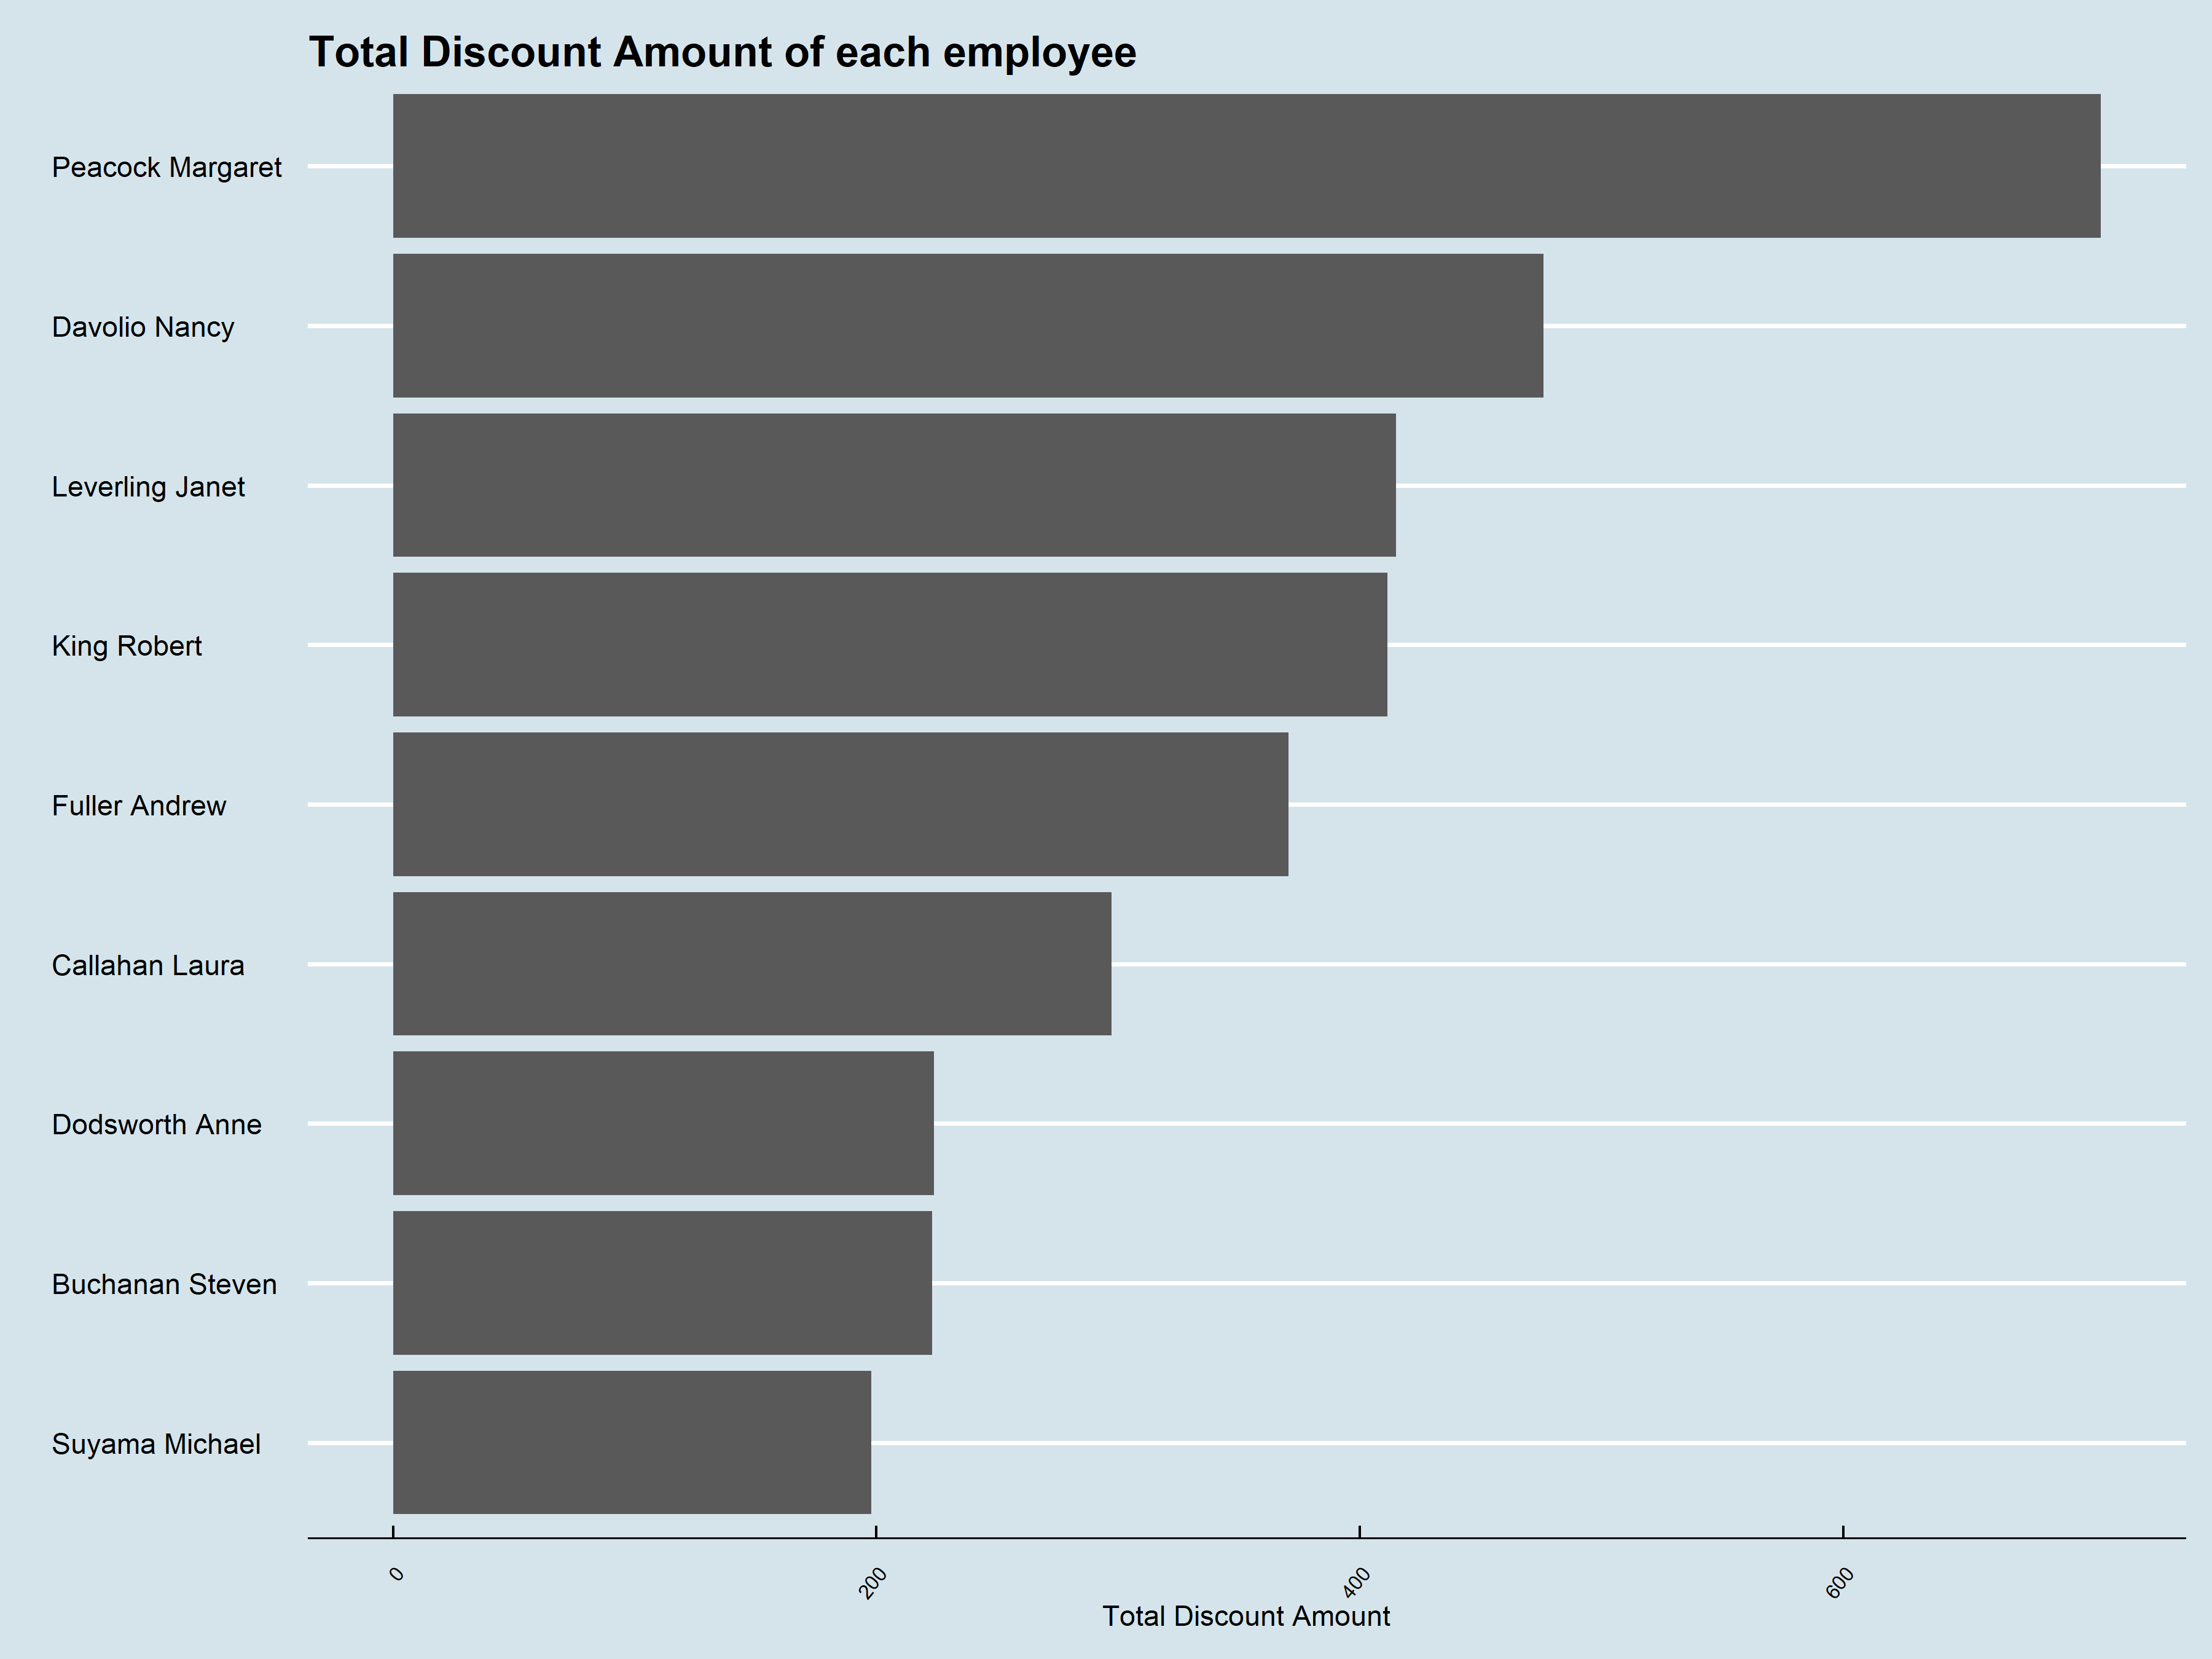 Total Discount Amount of each employee
Peacock Margaret
Davolio Nancy
Leverling Janet
King Robert
Fuller Andrew
Callahan Laura
Dodsworth Anne
Buchanan Steven
Suyama Michael
0 200 400 600
Total Discount Amount